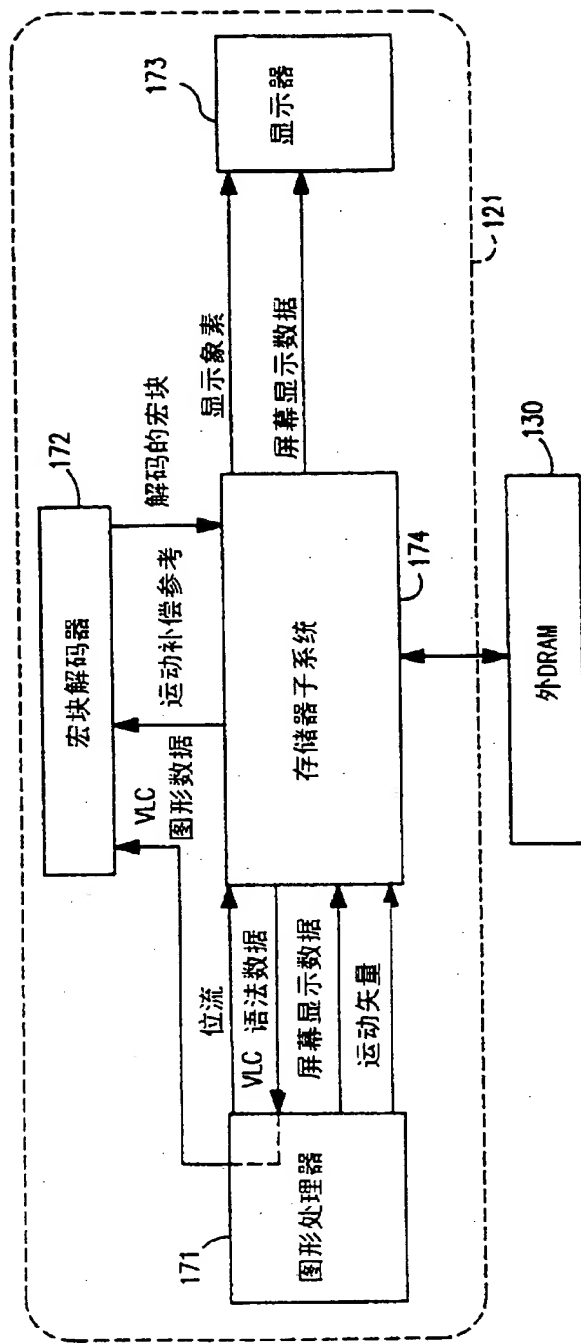 171
图形处理器
位流
VLC 语法数据
屏幕显示数据
运动矢量
VLC
图形数据
运动补偿参考
172
宏块解码器
解码的宏块
存储器子系统
174
显示象素
屏幕显示数据
173
显示器
121
130
外DRAM